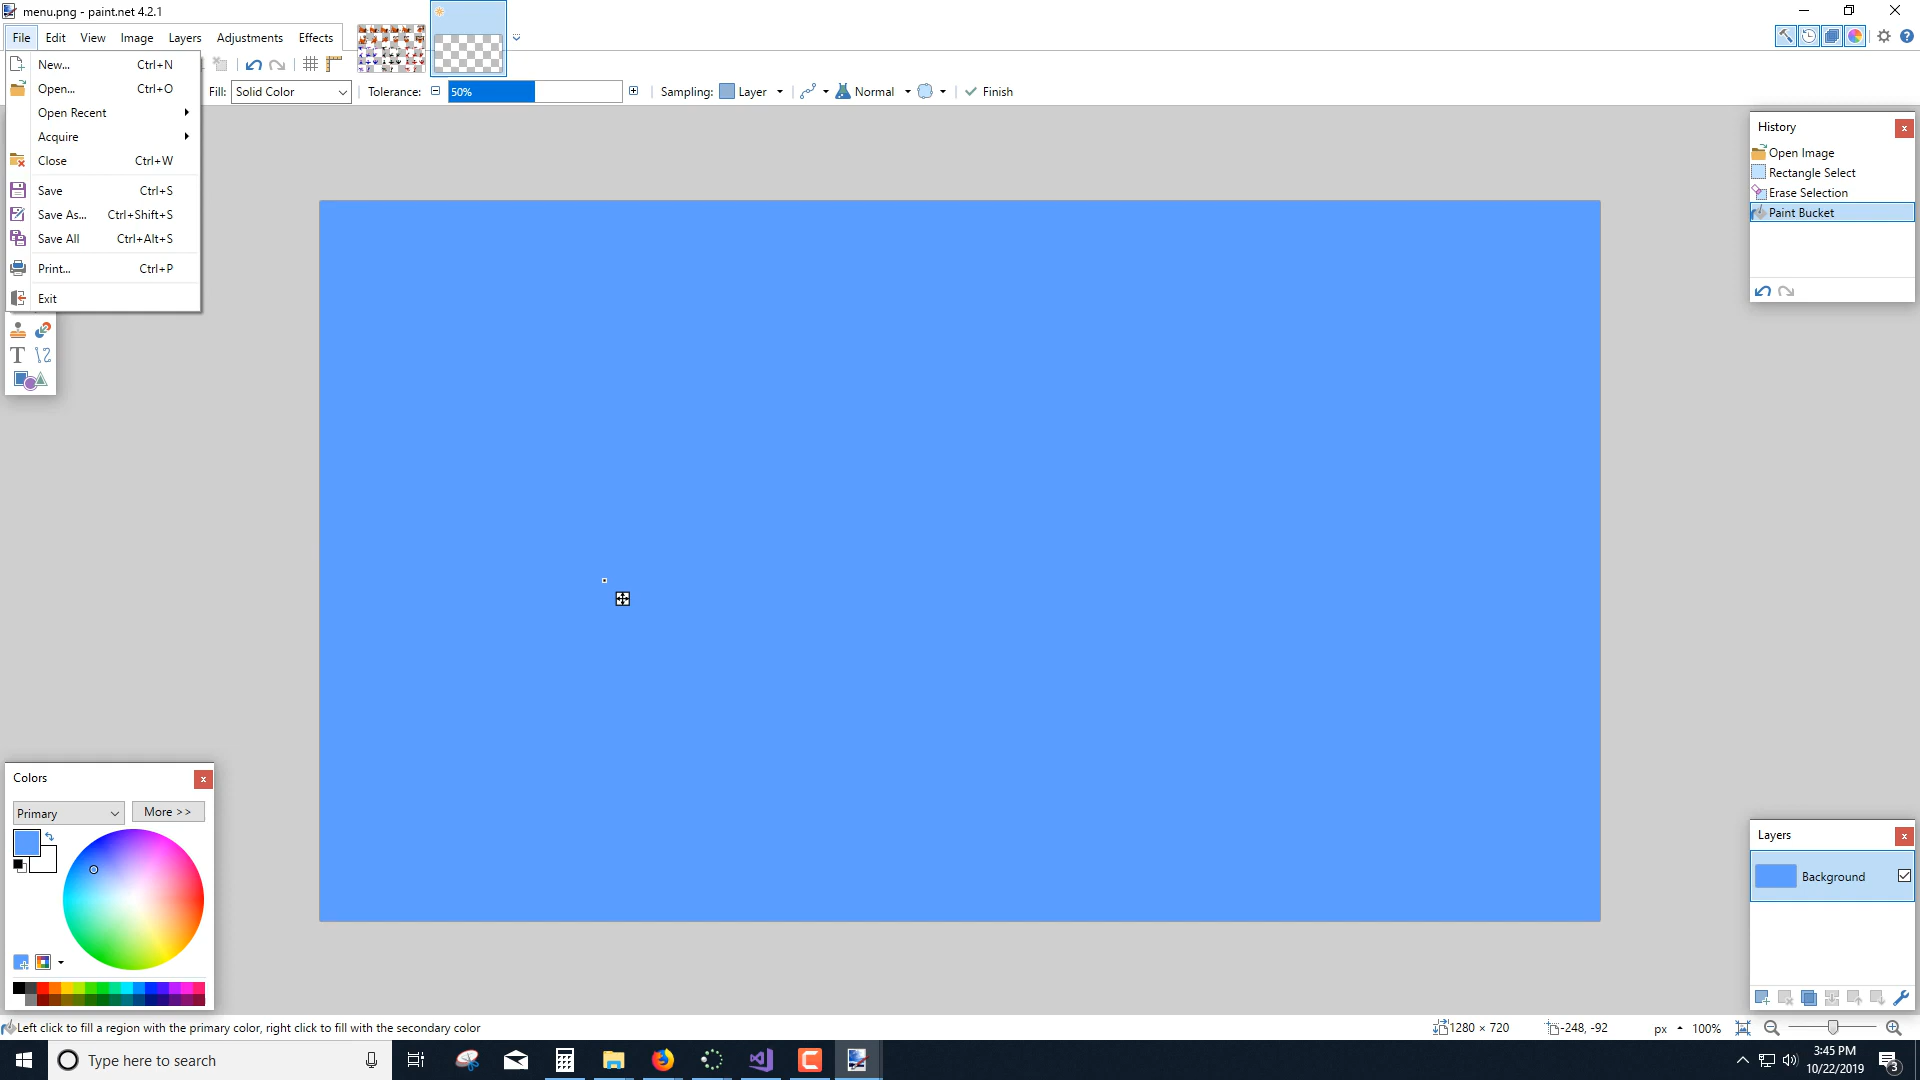 menu.png - paint.net 4.2.1
File Edit View Image Layers Adjustments Effects
New... Ctrl+N
Open... Ctrl+O
Open Recent
Acquire
Close Ctrl+W
Save Ctrl+S
Save As... Ctrl+Shift+S
Save All Ctrl+Alt+S
Print... Ctrl+P
Exit
Fill: Solid Color Tolerance: 50% Sampling: Layer Normal Finish
History
Open Image
Rectangle Select
Erase Selection
Paint Bucket
Colors
Primary More >>
Layers
Background
Left click to fill a region with the primary color, right click to fill with the secondary color
1280 × 720 -248, -92 px 100%
Type here to search
3:45 PM
10/22/2019
3